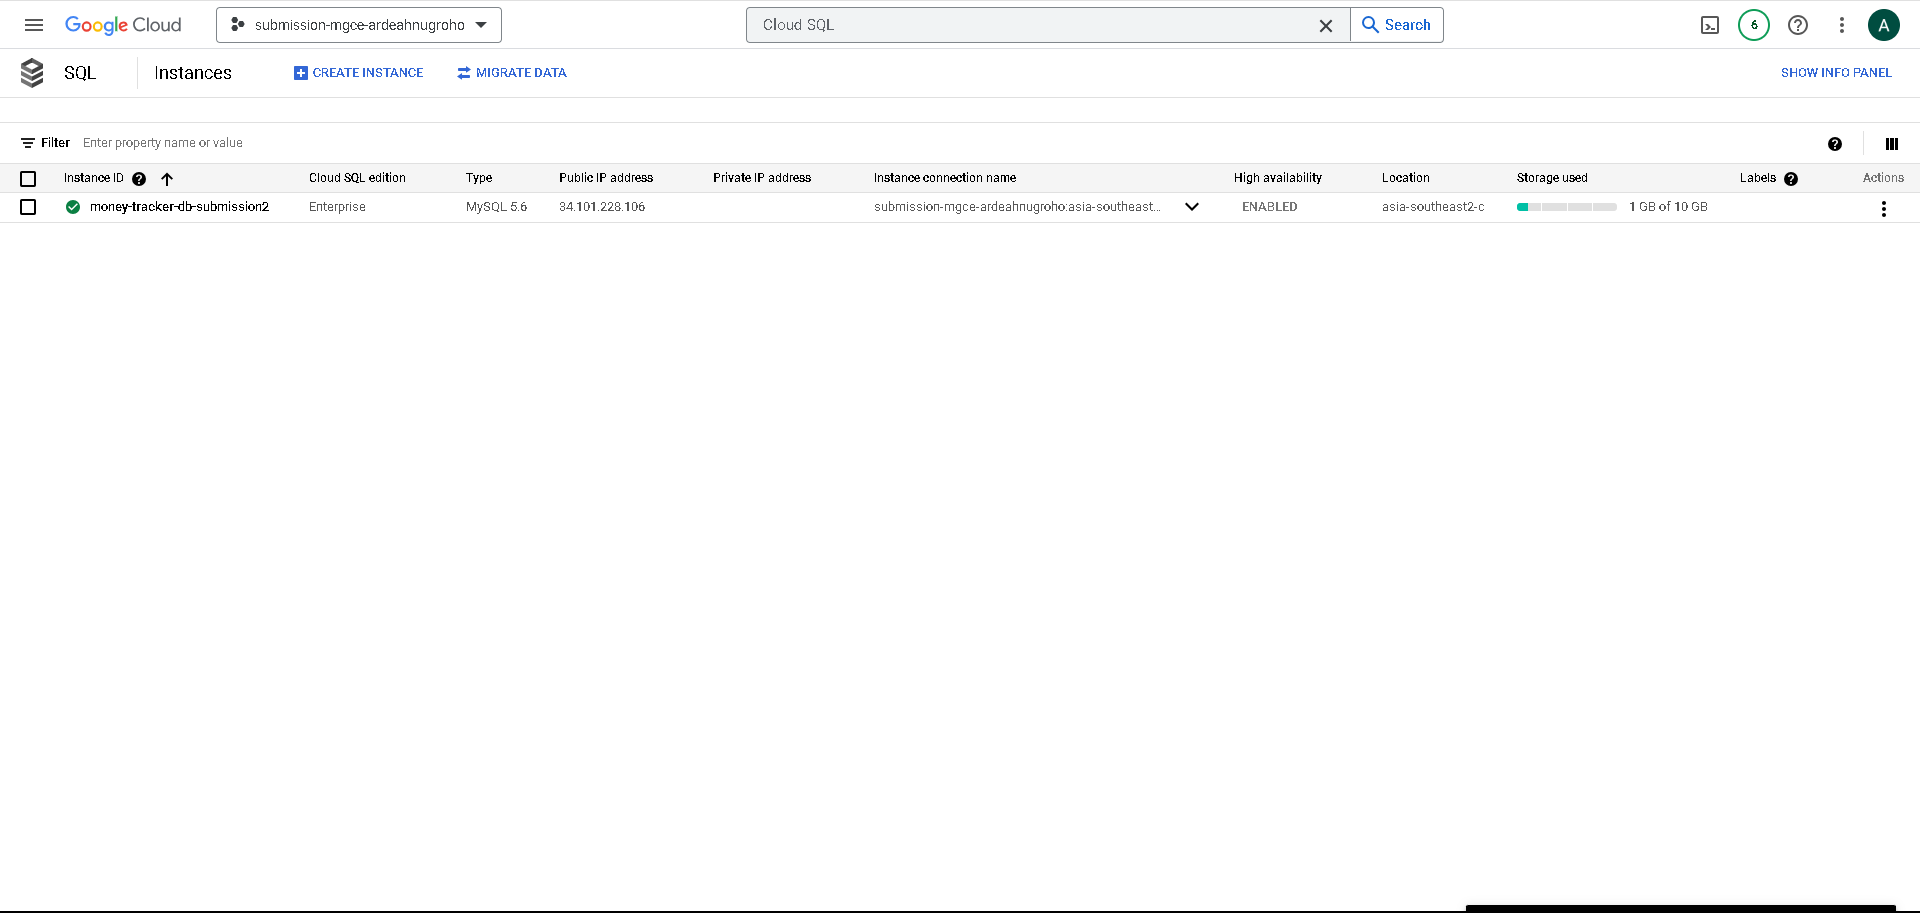 Google Cloud submission-mgce-ardeahnugroho Cloud SQL Search 6 A
SQL Instances CREATE INSTANCE MIGRATE DATA SHOW INFO PANEL
Filter Enter property name or value
Instance ID Cloud SQL edition Type Public IP address Private IP address Instance connection name High availability Location Storage used Labels Actions
money-tracker-db-submission2 Enterprise MySQL 5.6 34.101.228.106 submission-mgce-ardeahnugroho:asia-southeast... ENABLED asia-southeast2-c 1 GB of 10 GB